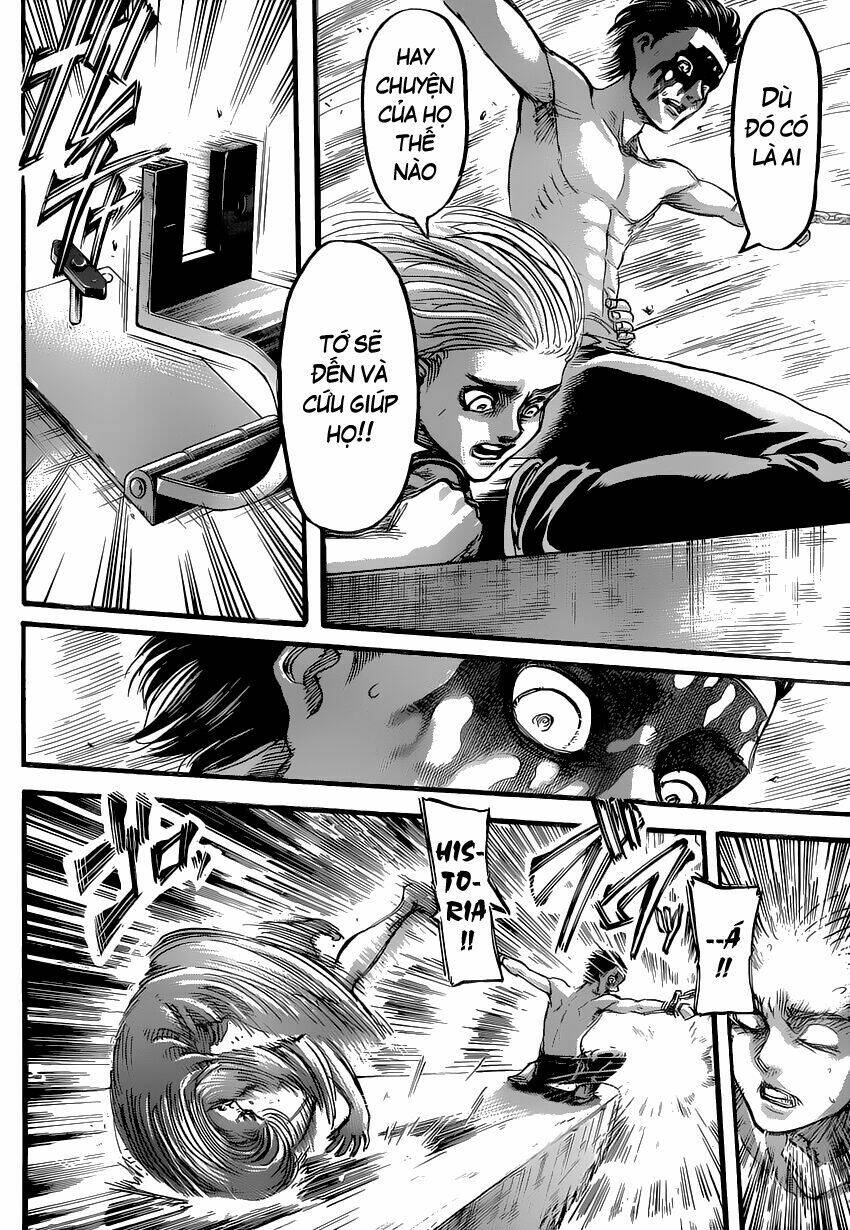 DÙ
ĐÓ CÓ
LÀ AI
HAY
CHUYỆN
CỦA HỌ
THẾ
NÀO
TỚ SẼ
ĐẾN VÀ
CỨU GIÚP
HỌ!!
--Á
!!
HIS-
TO-
RIA
!!